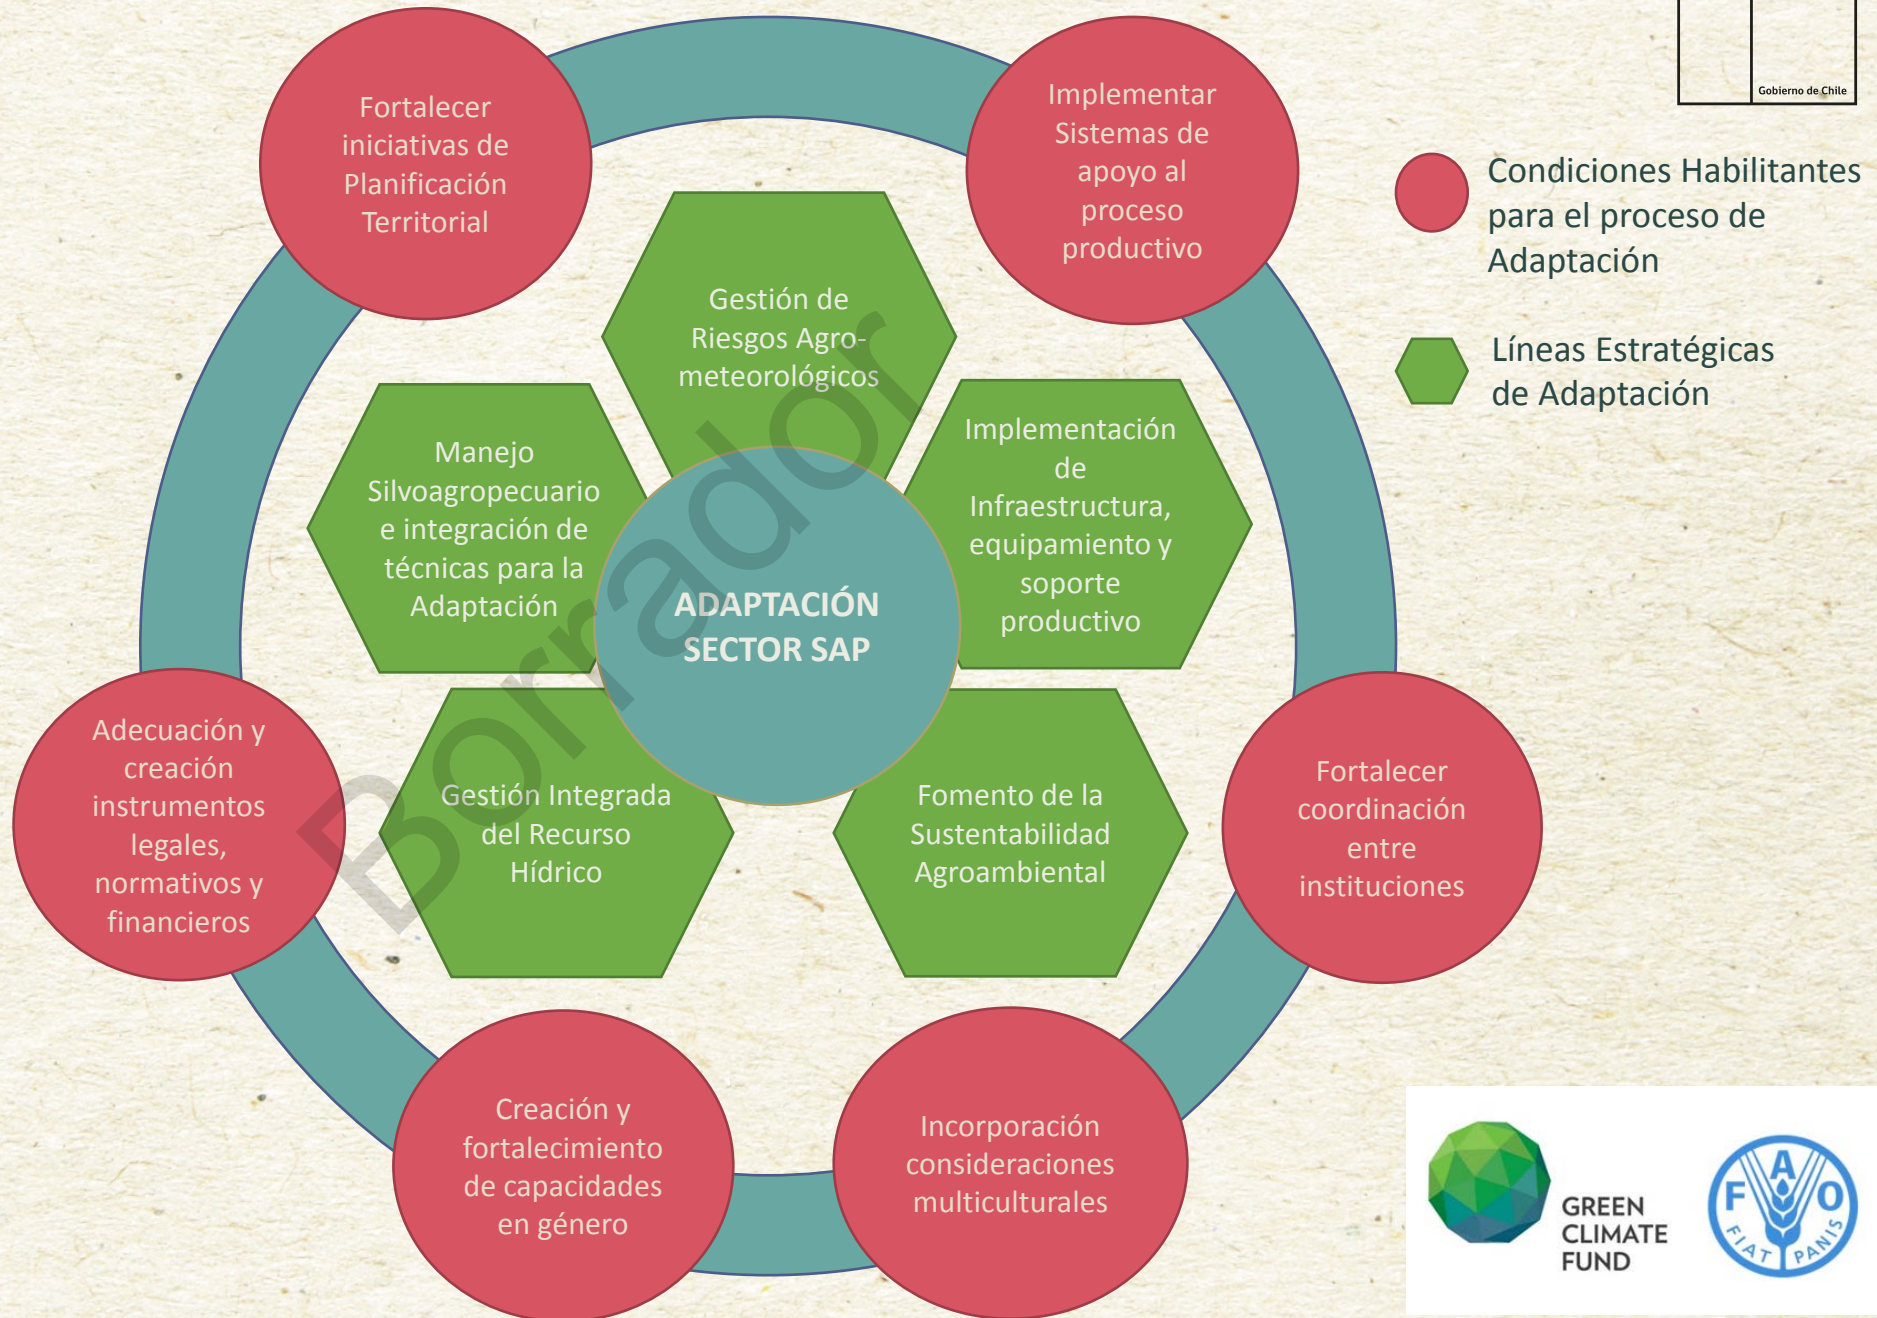 Gobierno de Chile
Fortalecer
iniciativas de
Planificación
Territorial
Implementar
Sistemas de
apoyo al
proceso
productivo
Condiciones Habilitantes
para el proceso de
Adaptación
Líneas Estratégicas
de Adaptación
Gestión de
Riesgos Agro-
meteorológicos
Manejo
Silvoagropecuario
e integración de
técnicas para la
Adaptación
Implementación
de
Infraestructura,
equipamiento y
soporte
productivo
ADAPTACIÓN
SECTOR SAP
Adecuación y
creación
instrumentos
legales,
normativos y
financieros
Gestión Integrada
del Recurso
Hídrico
Fomento de la
Sustentabilidad
Agroambiental
Fortalecer
coordinación
entre
instituciones
Creación y
fortalecimiento
de capacidades
en género
Incorporación
consideraciones
multiculturales
Borrador
GREEN
CLIMATE
FUND
FAO
FIAT PANIS